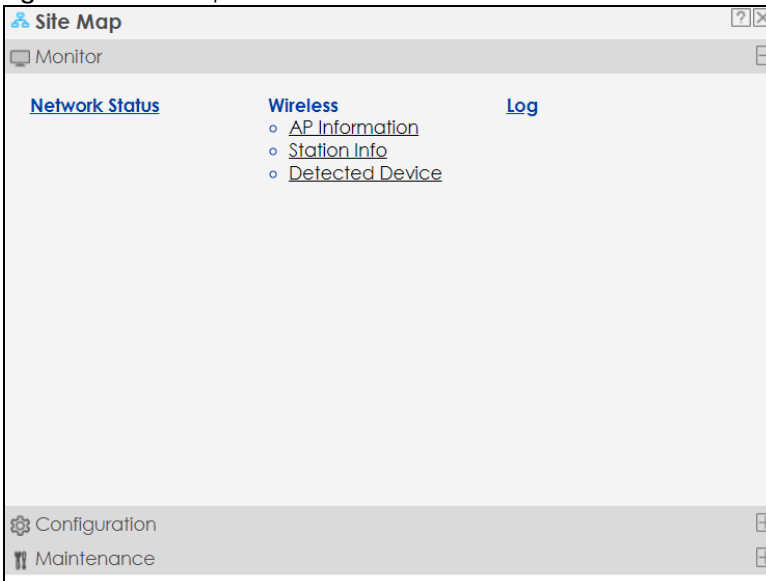 Site Map
Monitor
Network Status
Wireless
AP Information
Station Info
Detected Device
Log
Configuration
Maintenance